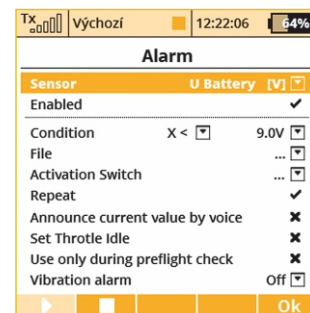 Tx Výchozí 12:22:06 64%
Alarm
Sensor U Battery [V]
Enabled ✔
Condition X < 9.0V
File ...
Activation Switch ...
Repeat ✔
Announce current value by voice ✖
Set Throtle Idle ✖
Use only during preflight check ✖
Vibration alarm Off
Ok